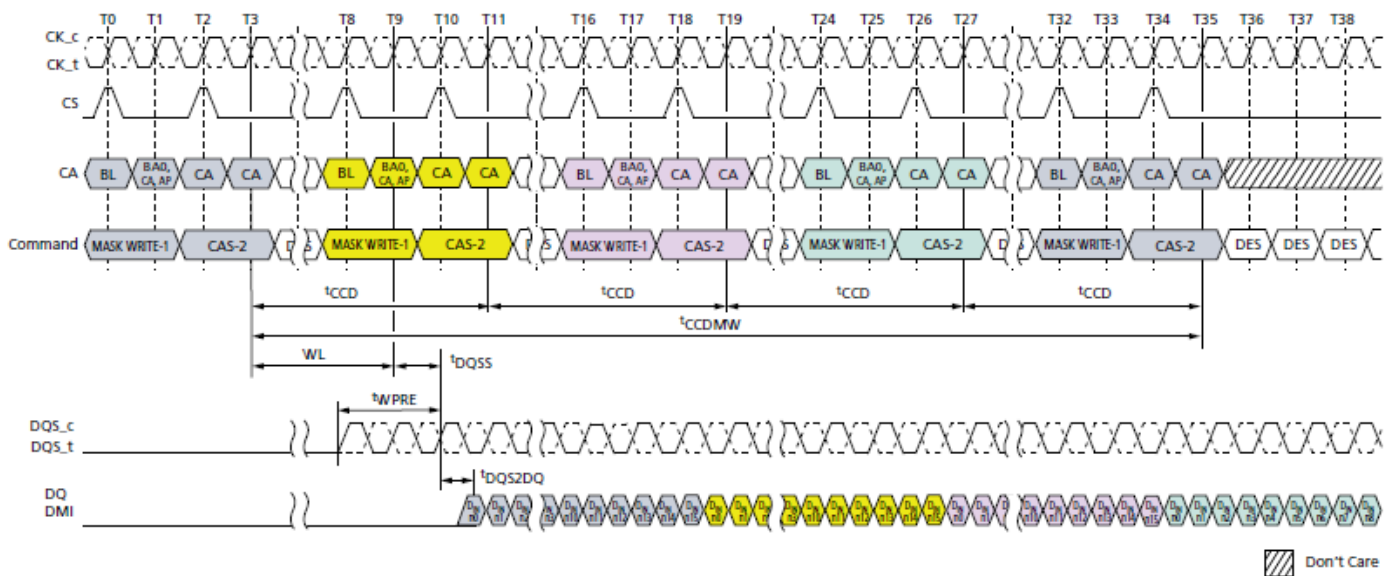 T0 T1 T2 T3 T8 T9 T10 T11 T16 T17 T18 T19 T24 T25 T26 T27 T32 T33 T34 T35 T36 T37 T38
CK_c
CK_t
CS
CA BL BA0, CA, AP CA CA BL BA0, CA, AP CA CA BL BA0, CA, AP CA CA BL BA0, CA, AP CA CA BL BA0, CA, AP CA CA
Command MASK WRITE-1 CAS-2 MASK WRITE-1 CAS-2 MASK WRITE-1 CAS-2 MASK WRITE-1 CAS-2 MASK WRITE-1 CAS-2 DES DES DES
tCCD tCCD tCCD tCCD
tCCDMW
WL tDQSS
tWPRE
DQS_c
DQS_t
tDQS2DQ
DQ
DMI
Don't Care